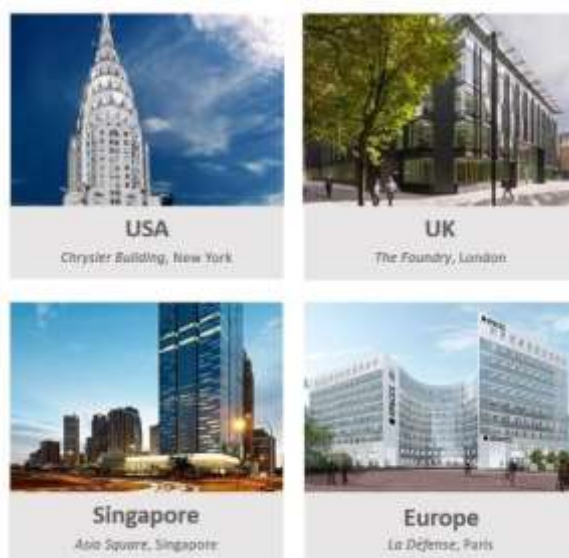 USA
Chrysler Building, New York
UK
The Foundry, London
Singapore
Asia Square, Singapore
Europe
La Défense, Paris